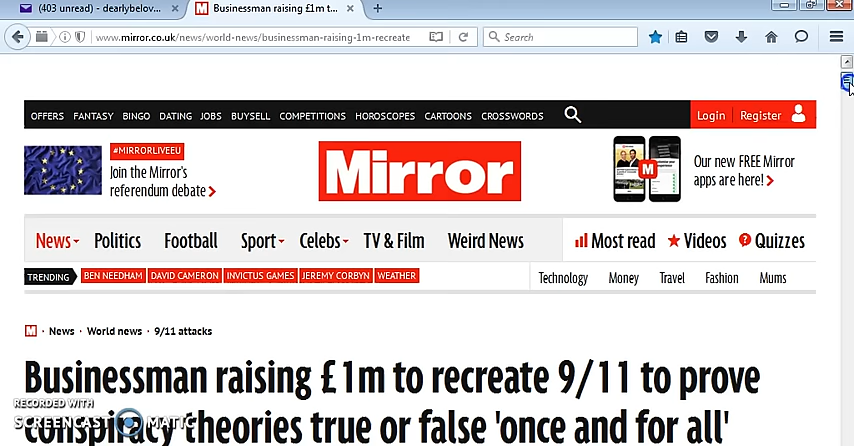 (403 unread) - dearlybelov...
Businessman raising £1m t...
www.mirror.co.uk/news/world-news/businessman-raising-1m-recreate
Search
OFFERS FANTASY BINGO DATING JOBS BUYSELL COMPETITIONS HOROSCOPES CARTOONS CROSSWORDS
Login Register
#MIRRORLIVEEU
Join the Mirror's
referendum debate
M
Mirror
M
Our new FREE Mirror
apps are here!
News Politics Football Sport Celebs TV & Film Weird News
Most read Videos Quizzes
TRENDING BEN NEEDHAM DAVID CAMERON INVICTUS GAMES JEREMY CORBYN WEATHER
Technology Money Travel Fashion Mums
M · News · World news · 9/11 attacks
Businessman raising £1m to recreate 9/11 to prove
conspiracy theories true or false 'once and for all'
RECORDED WITH
SCREENCAST MATIC